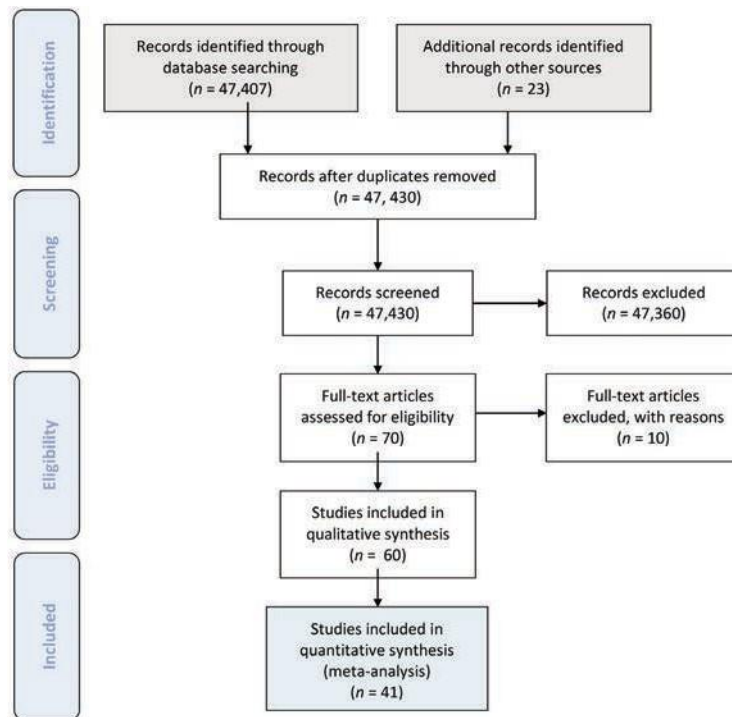 Identification
Records identified through
database searching
(n = 47,407)
Additional records identified
through other sources
(n = 23)
Records after duplicates removed
(n = 47, 430)
Screening
Records screened
(n = 47,430)
Records excluded
(n = 47,360)
Eligibility
Full-text articles
assessed for eligibility
(n = 70)
Full-text articles
excluded, with reasons
(n = 10)
Studies included in
qualitative synthesis
(n = 60)
Included
Studies included in
quantitative synthesis
(meta-analysis)
(n = 41)